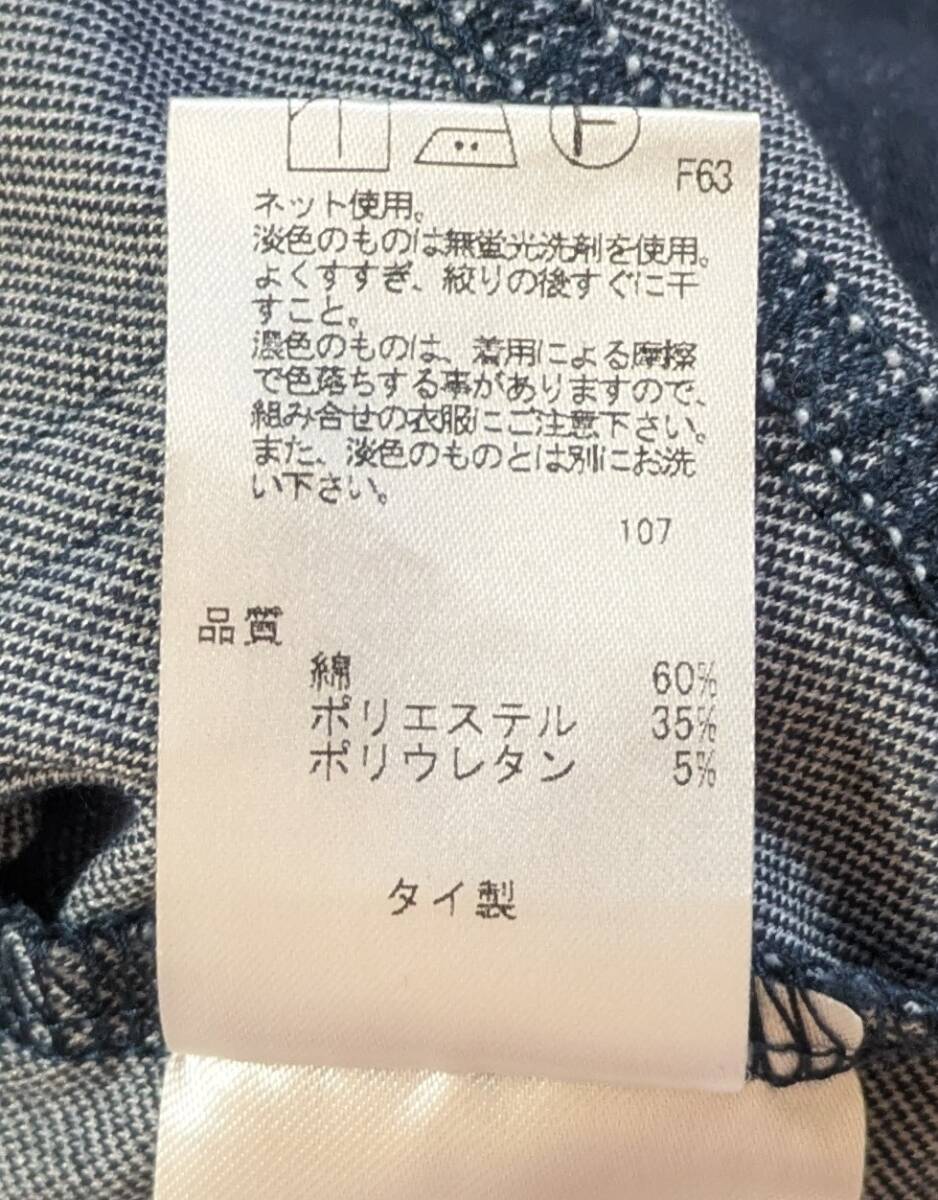 F
F63
ネット使用。
淡色のものは無蛍光洗剤を使用。
よくすすぎ、絞りの後すぐに干
すこと。
濃色のものは、着用による摩擦
で色落ちする事がありますので、
組み合せの衣服にご注意下さい。
また、淡色のものとは別にお洗
い下さい。
107
品質
綿 60%
ポリエステル 35%
ポリウレタン 5%
タイ製